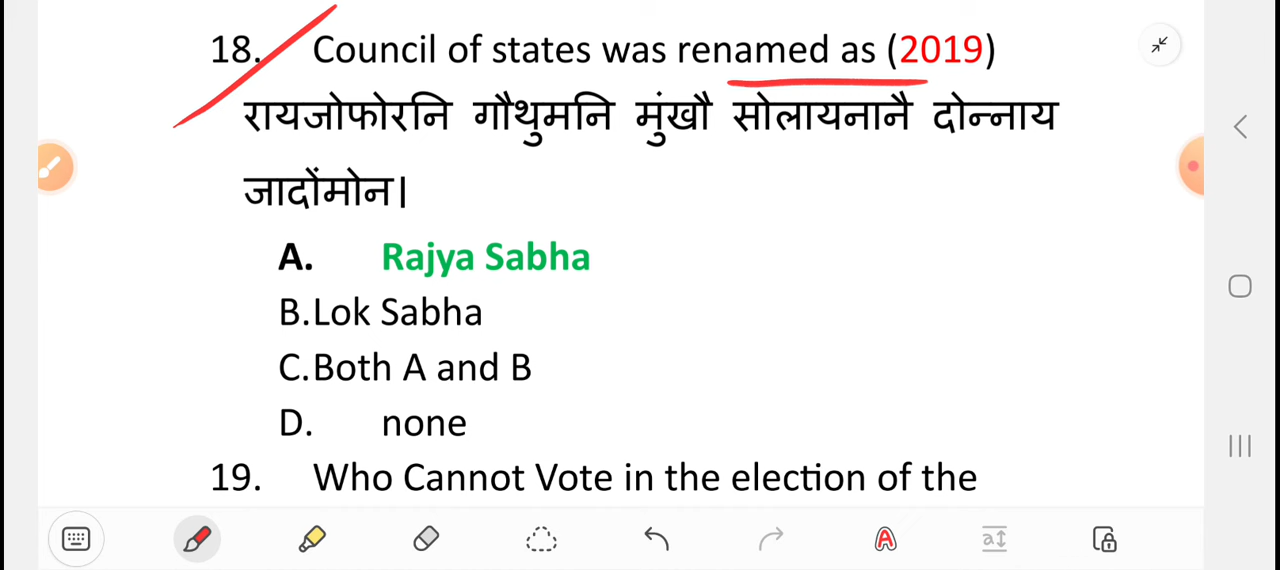 18. Council of states was renamed as (2019)
रायजोफोरनि गौथुमनि मुंखौ सोलायनानै दोन्नाय
जादोंमोन।
A. Rajya Sabha
B.Lok Sabha
C.Both A and B
D. none
19. Who Cannot Vote in the election of the